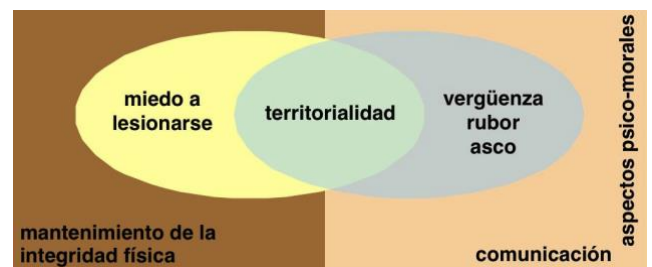 miedo a
lesionarse
territorialidad
vergüenza
rubor
asco
mantenimiento de la
integridad física
comunicación
aspectos psico-morales